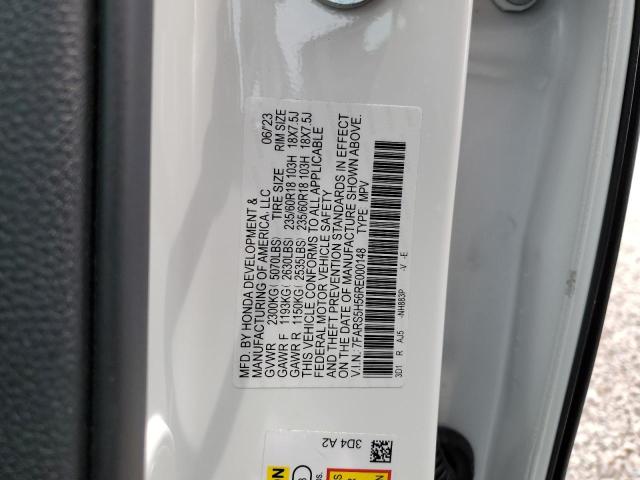 MFD. BY HONDA DEVELOPMENT &
MANUFACTURING OF AMERICA, LLC 06/23
GVWR 2300KG(5070LBS) TIRE SIZE RIM SIZE
GAWR F 1193KG(2630LBS) 235/60R18 103H 18X7.5J
GAWR R 1150KG(2535LBS) 235/60R18 103H 18X7.5J
THIS VEHICLE CONFORMS TO ALL APPLICABLE
FEDERAL MOTOR VEHICLE SAFETY
AND THEFT PREVENTION STANDARDS IN EFFECT
ON THE DATE OF MANUFACTURE SHOWN ABOVE.
V.I.N.:7FARS5H56RE000148 TYPE MPV
3D1 R AJ5 -NH883P -V -E
3D4 A2